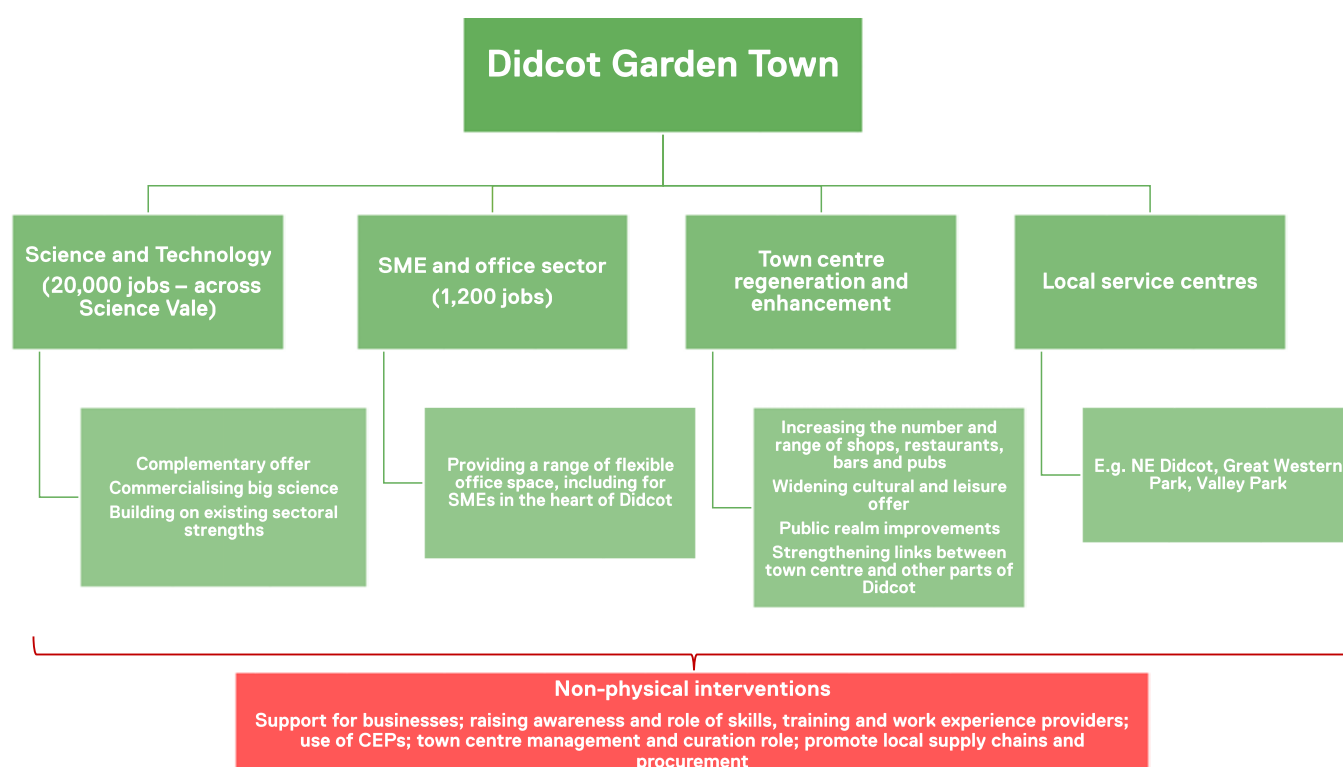 Didcot Garden Town
Science and Technology
(20,000 jobs – across
Science Vale)
SME and office sector
(1,200 jobs)
Town centre
regeneration and
enhancement
Local service centres
Complementary offer
Commercialising big science
Building on existing sectoral
strengths
Providing a range of flexible
office space, including for
SMEs in the heart of Didcot
Increasing the number and
range of shops, restaurants,
bars and pubs
Widening cultural and leisure
offer
Public realm improvements
Strengthening links between
town centre and other parts of
Didcot
E.g. NE Didcot, Great Western
Park, Valley Park
Non-physical interventions
Support for businesses; raising awareness and role of skills, training and work experience providers;
use of CEPs; town centre management and curation role; promote local supply chains and
procurement